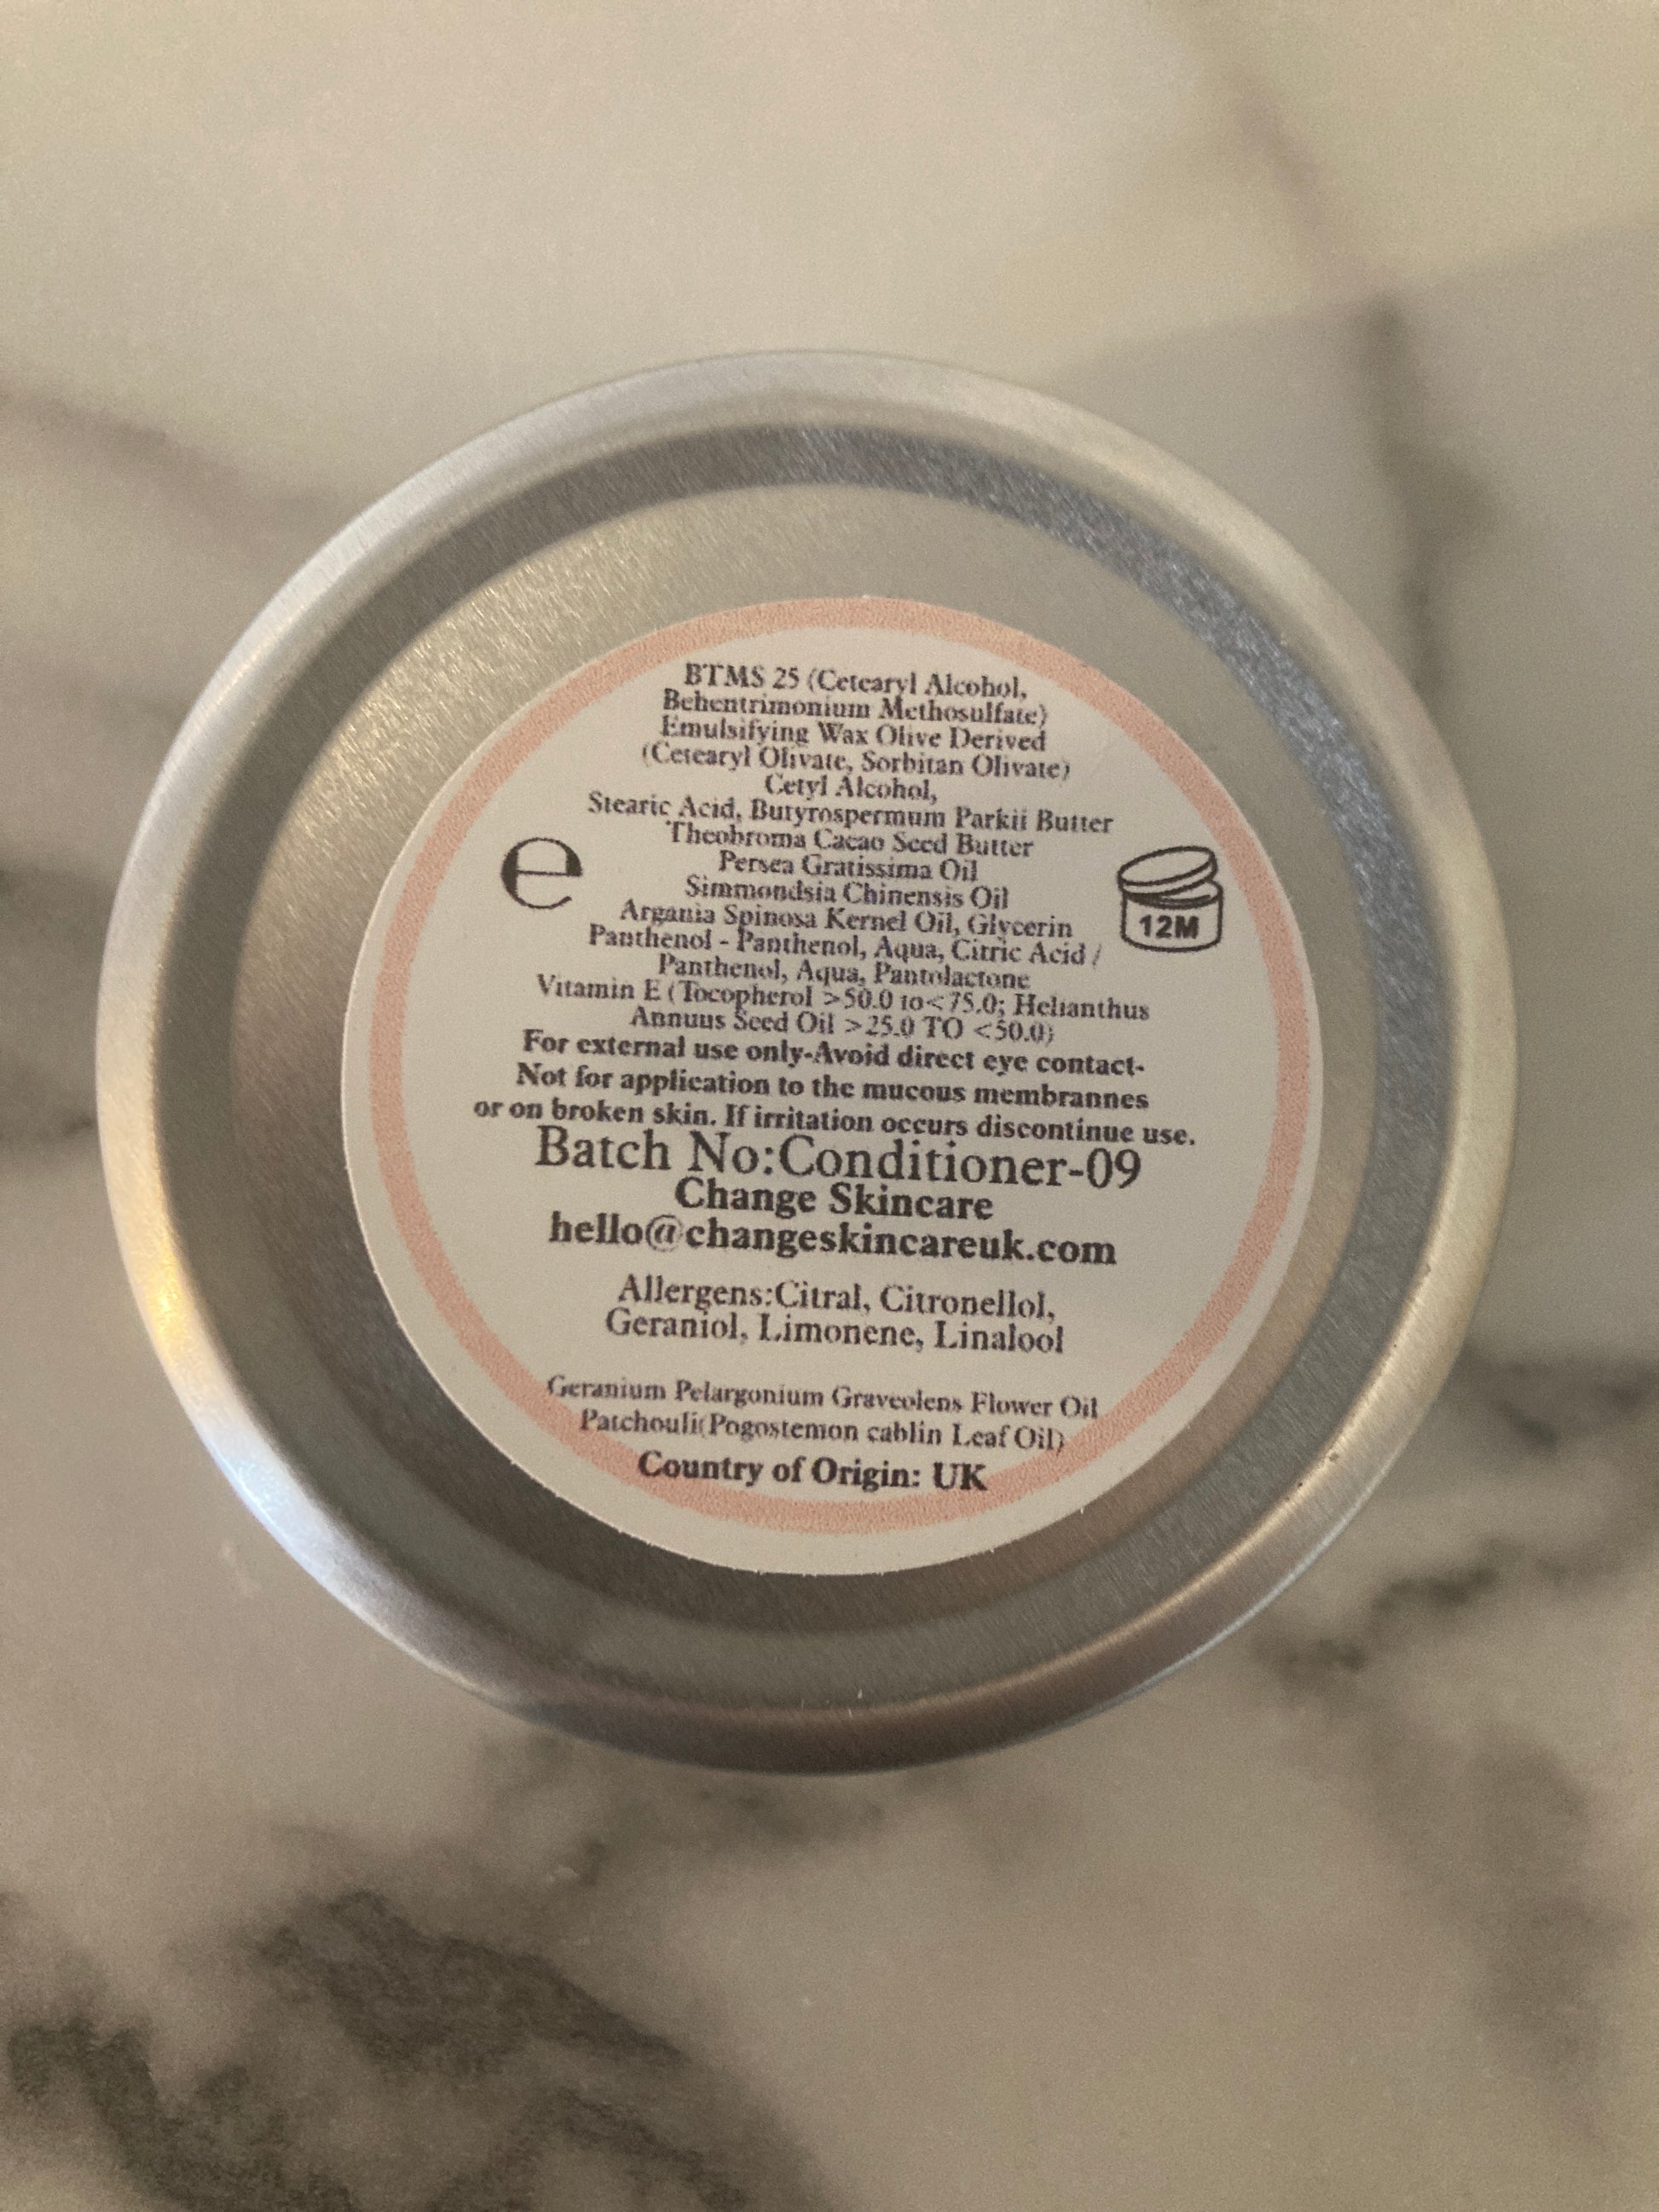 BTMS 25 (Cetearyl Alcohol,
Behentrimonium Methosulfate)
Emulsifying Wax Olive Derived
(Cetearyl Olivate, Sorbitan Olivate)
Cetyl Alcohol,
Stearic Acid, Butyrospermum Parkii Butter
Theobroma Cacao Seed Butter
Persea Gratissima Oil
Simmondsia Chinensis Oil
Argania Spinosa Kernel Oil, Glycerin
Panthenol - Panthenol, Aqua, Citric Acid /
Panthenol, Aqua, Pantolactone
Vitamin E (Tocopherol >50.0 to<75.0; Helianthus
Annuus Seed Oil >25.0 TO <50.0)
e
12M
For external use only-Avoid direct eye contact-
Not for application to the mucous membrannes
or on broken skin. If irritation occurs discontinue use.
Batch No:Conditioner-09
Change Skincare
hello@changeskincareuk.com
Allergens:Citral, Citronellol,
Geraniol, Limonene, Linalool
Geranium Pelargonium Graveolens Flower Oil
Patchouli(Pogostemon cablin Leaf Oil)
Country of Origin: UK